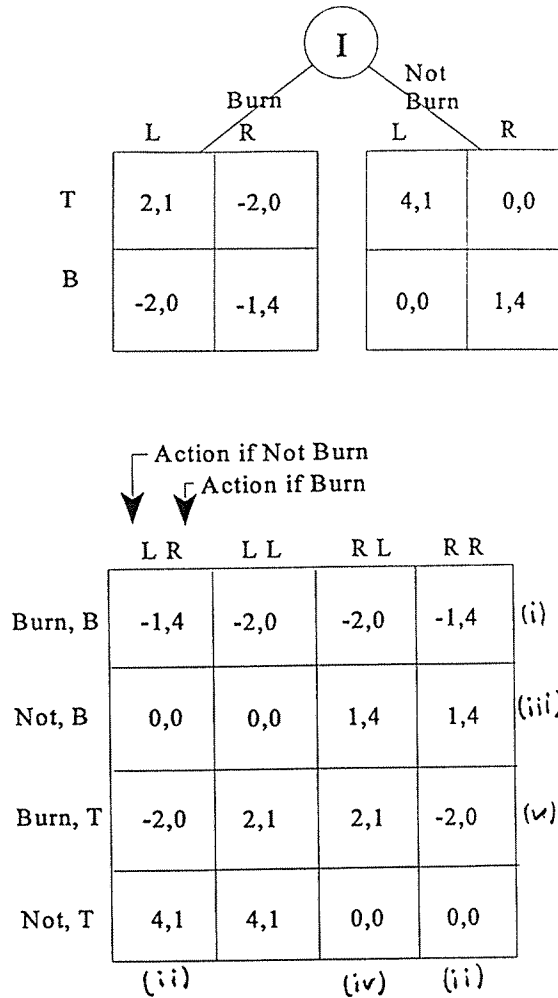 I
Burn
Not
Burn
L R L R
T 2,1 -2,0 4,1 0,0
B -2,0 -1,4 0,0 1,4
Action if Not Burn
Action if Burn
L R L L R L R R
Burn, B -1,4 -2,0 -2,0 -1,4 (i)
Not, B 0,0 0,0 1,4 1,4 (iii)
Burn, T -2,0 2,1 2,1 -2,0 (v)
Not, T 4,1 4,1 0,0 0,0
(ii) (iv) (ii)